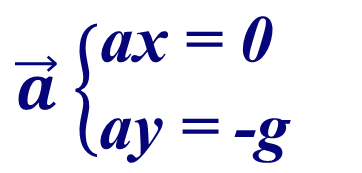 a⃗ { ax = 0
ay = -g